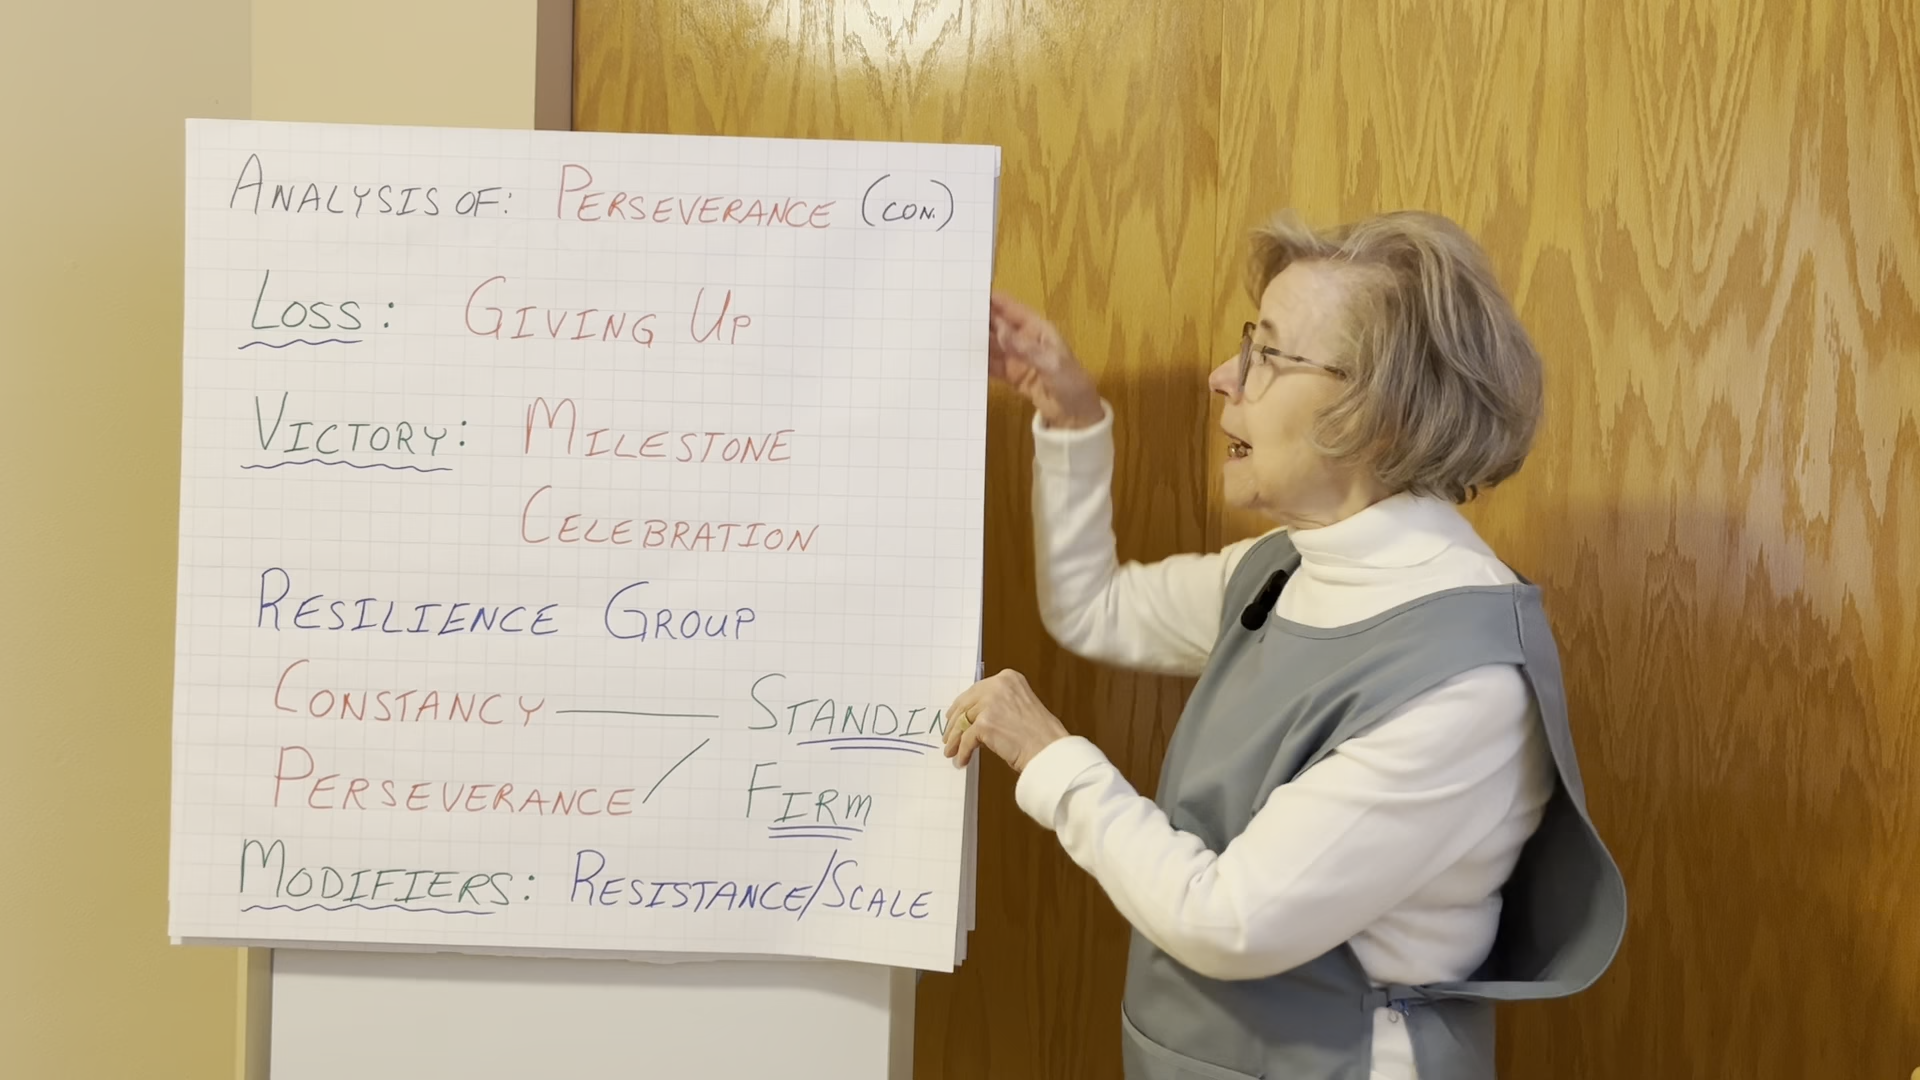 ANALYSIS OF: PERSEVERANCE (CON.)
LOSS: GIVING UP
VICTORY: MILESTONE
CELEBRATION
RESILIENCE GROUP
CONSTANCY — STANDIN
PERSEVERANCE / FIRM
MODIFIERS: RESISTANCE/SCALE